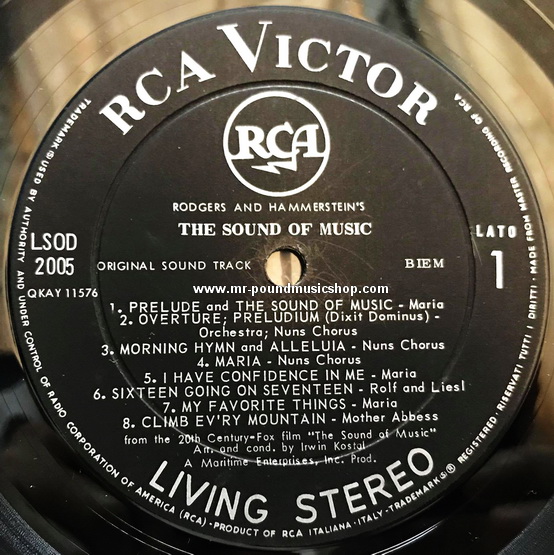 RCA VICTOR
RCA
RODGERS AND HAMMERSTEIN'S
THE SOUND OF MUSIC
LSOD
2005
ORIGINAL SOUND TRACK
BIEM
LATO
1
QKAY 11576
www.mr-poundmusicshop.com
1. PRELUDE and THE SOUND OF MUSIC - Maria
2. OVERTURE; PRELUDIUM (Dixit Dominus) -
Orchestra; Nuns Chorus
3. MORNING HYMN and ALLELUIA - Nuns Chorus
4. MARIA - Nuns Chorus
5. I HAVE CONFIDENCE IN ME - Maria
6. SIXTEEN GOING ON SEVENTEEN - Rolf and Liesl
7. MY FAVORITE THINGS - Maria
8. CLIMB EV'RY MOUNTAIN - Mother Abbess
from the 20th Century-Fox film "The Sound of Music"
Arr. and cond. by Irwin Kostal
A Maritime Enterprises, Inc. Prod.
LIVING STEREO
TRADEMARK ® USED BY AUTHORITY AND UNDER CONTROL OF RADIO CORPORATION OF AMERICA (RCA) • PRODUCT OF RCA ITALIANA - ITALY - TRADEMARK ® ® REGISTERED. RISERVATI TUTTI I DIRITTI - MADE FROM MASTER RECORDING OF RCA